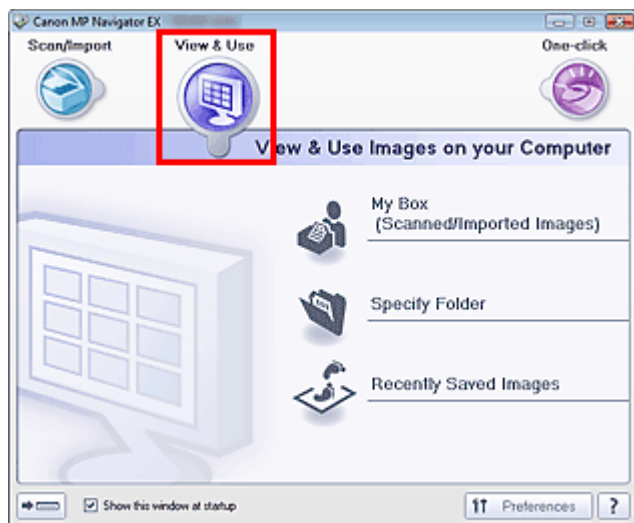 Canon MP Navigator EX
Scan/Import
View & Use
One-click
View & Use Images on your Computer
My Box
(Scanned/Imported Images)
Specify Folder
Recently Saved Images
Show this window at startup
Preferences
?